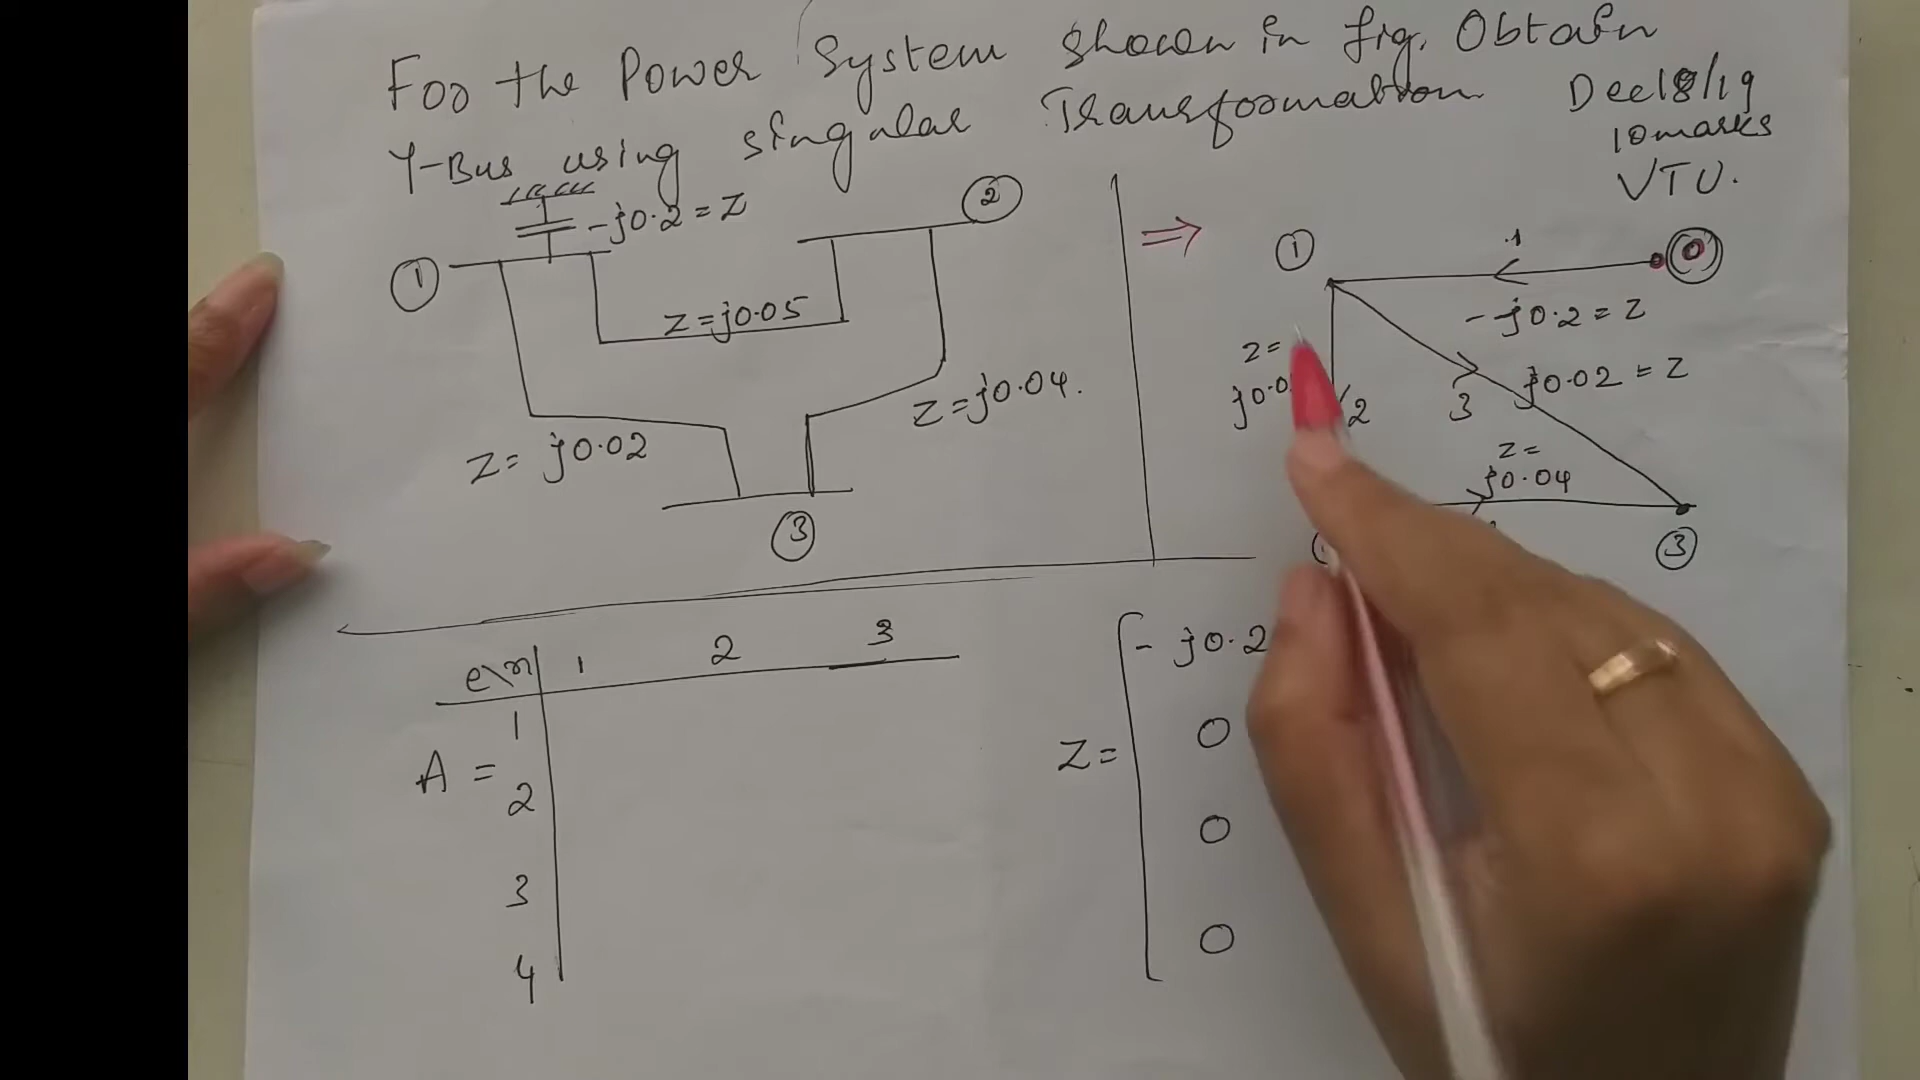 For the Power System shown in fig. Obtain
Y-Bus using singular Transformation
Dec18/19
10marks
VTU.
-j0.2 = Z
①
②
Z=j0.05
Z=j0.04.
Z= j0.02
③
⇒
①
1
0
-j0.2 = Z
Z=
j0.0
2
3
j0.02 = Z
Z=
j0.04
③
e\n 1 2 3
A =
1
2
3
4
Z=
- j0.2
0
0
0